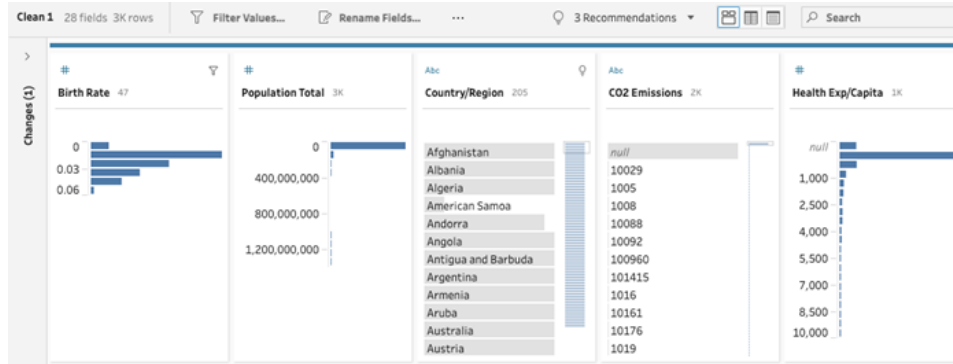 Clean 1 28 fields 3K rows Filter Values... Rename Fields... ... 3 Recommendations Search
Changes (1)
#
Birth Rate 47
0
0.03
0.06
#
Population Total 3K
0
400,000,000
800,000,000
1,200,000,000
Abc
Country/Region 205
Afghanistan
Albania
Algeria
American Samoa
Andorra
Angola
Antigua and Barbuda
Argentina
Armenia
Aruba
Australia
Austria
Abc
CO2 Emissions 2K
null
10029
1005
1008
10088
10092
100960
101415
1016
10161
10176
1019
#
Health Exp/Capita 1K
null
1,000
2,500
4,000
5,500
7,000
8,500
10,000